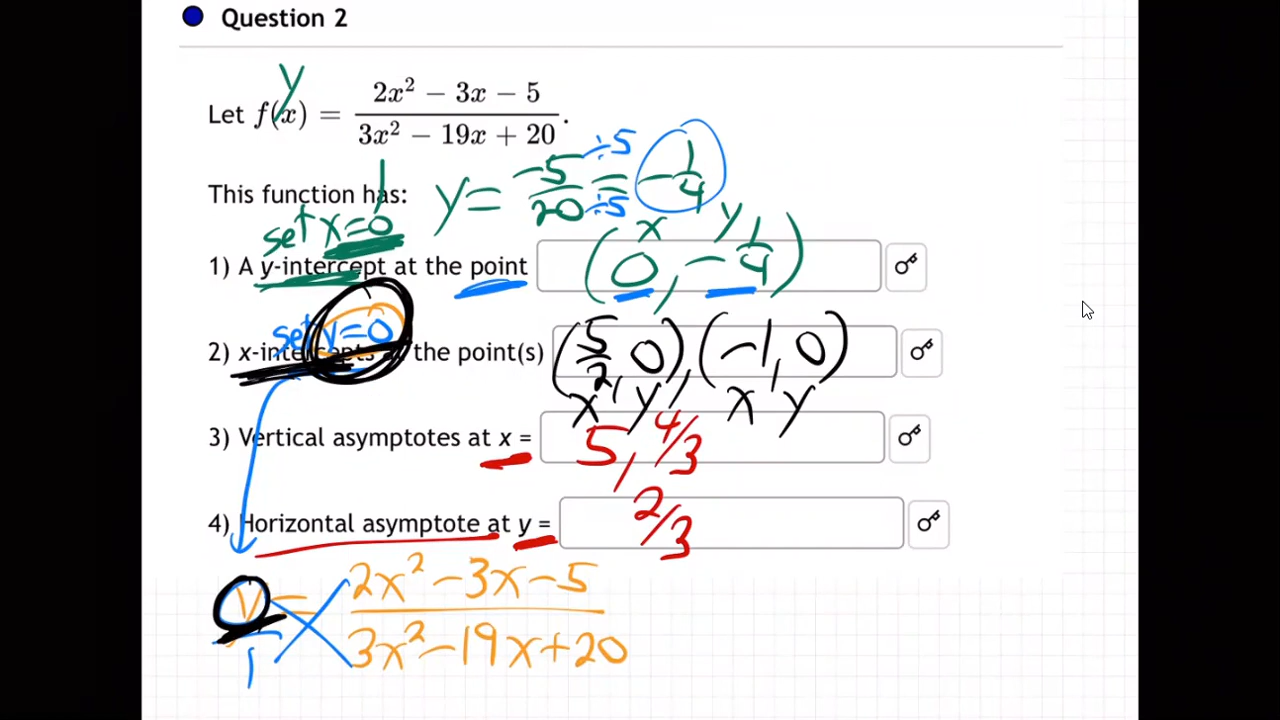 Question 2
y
Let f(x) = (2x² − 3x − 5)/(3x² − 19x + 20).
This function has:
y = −5/20 ÷5/÷5 = −1/4
set x=0
x y
1) A y-intercept at the point (0, −1/4)
set y=0
2) x-intercepts at the point(s) (5/2, 0), (−1, 0)
x y x y
3) Vertical asymptotes at x = 5, 4/3
4) Horizontal asymptote at y = 2/3
y/1 = (2x² − 3x − 5)/(3x² − 19x + 20)